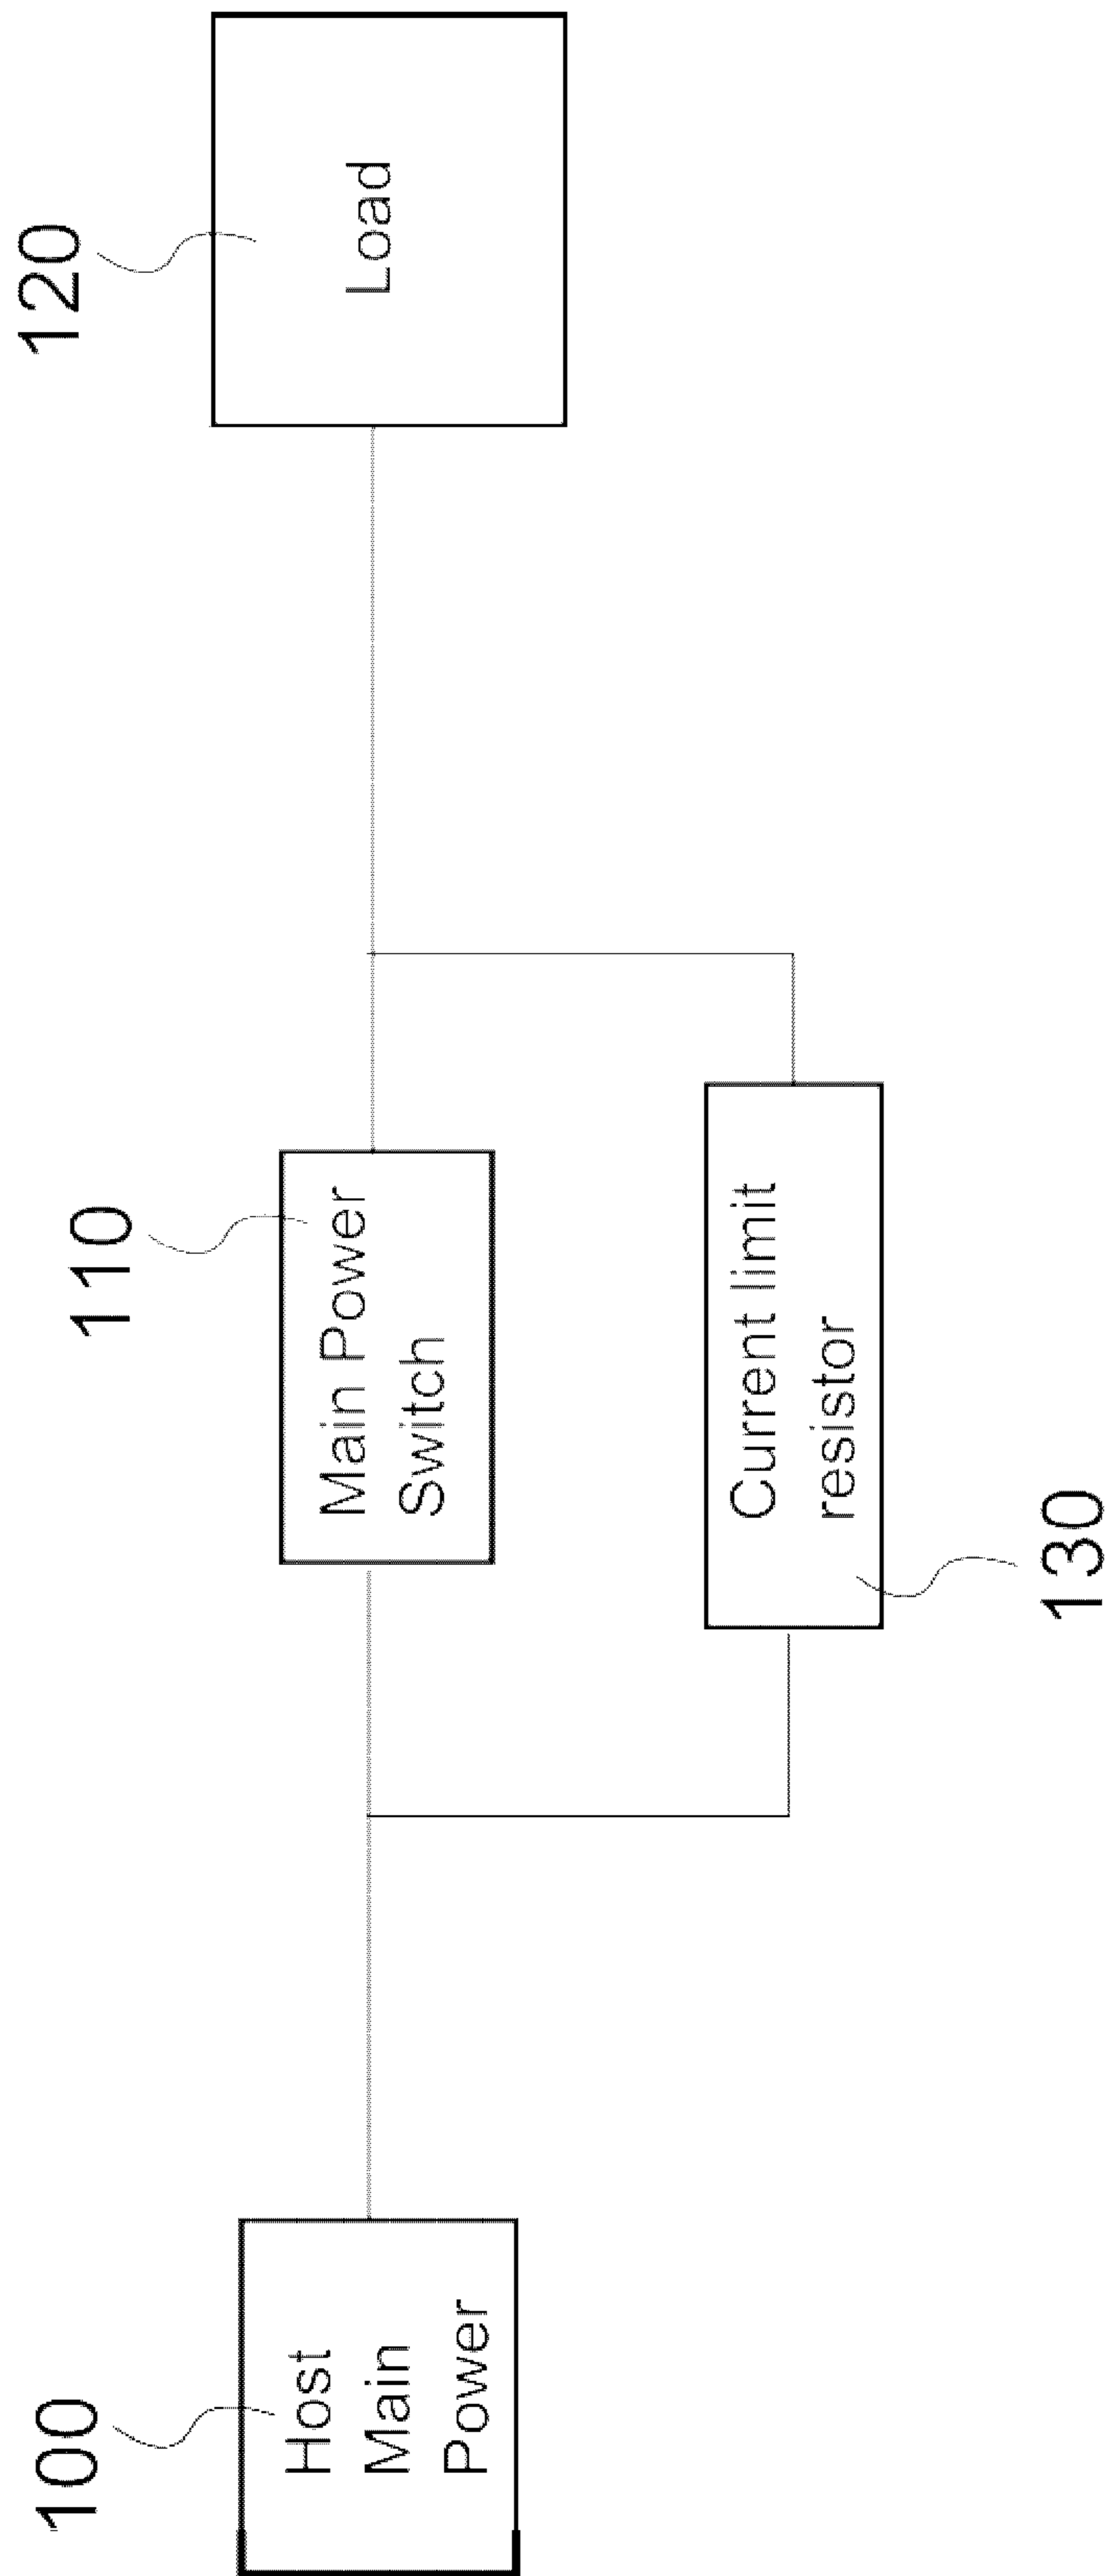 100
Host
Main
Power
110
Main Power
Switch
120
Load
Current limit
resistor
130